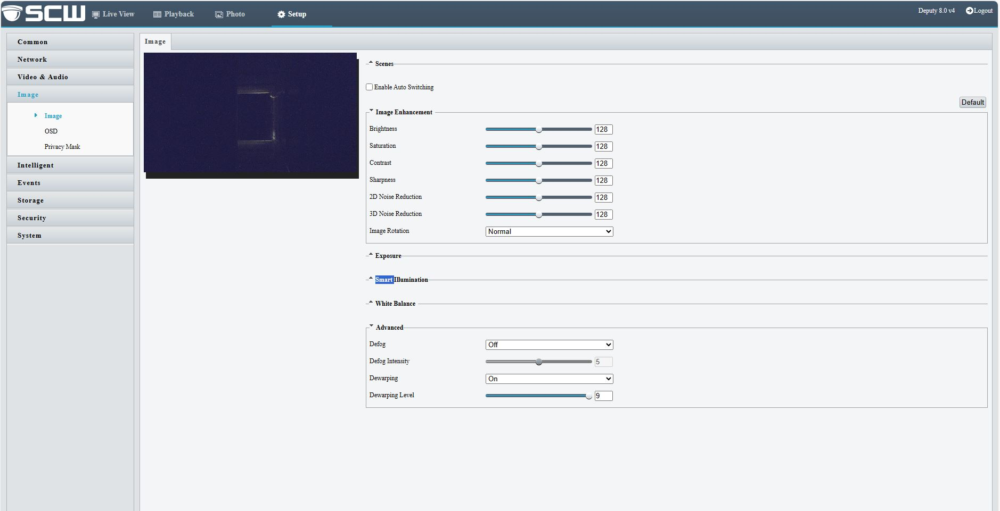 SCW
Live View
Playback
Photo
Setup
Deputy 8.0 v4
Logout
Common
Network
Video & Audio
Image
Image
OSD
Privacy Mask
Intelligent
Events
Storage
Security
System
Image
Scenes
Enable Auto Switching
Default
Image Enhancement
Brightness 128
Saturation 128
Contrast 128
Sharpness 128
2D Noise Reduction 128
3D Noise Reduction 128
Image Rotation Normal
Exposure
Smart Illumination
White Balance
Advanced
Defog Off
Defog Intensity 5
Dewarping On
Dewarping Level 9